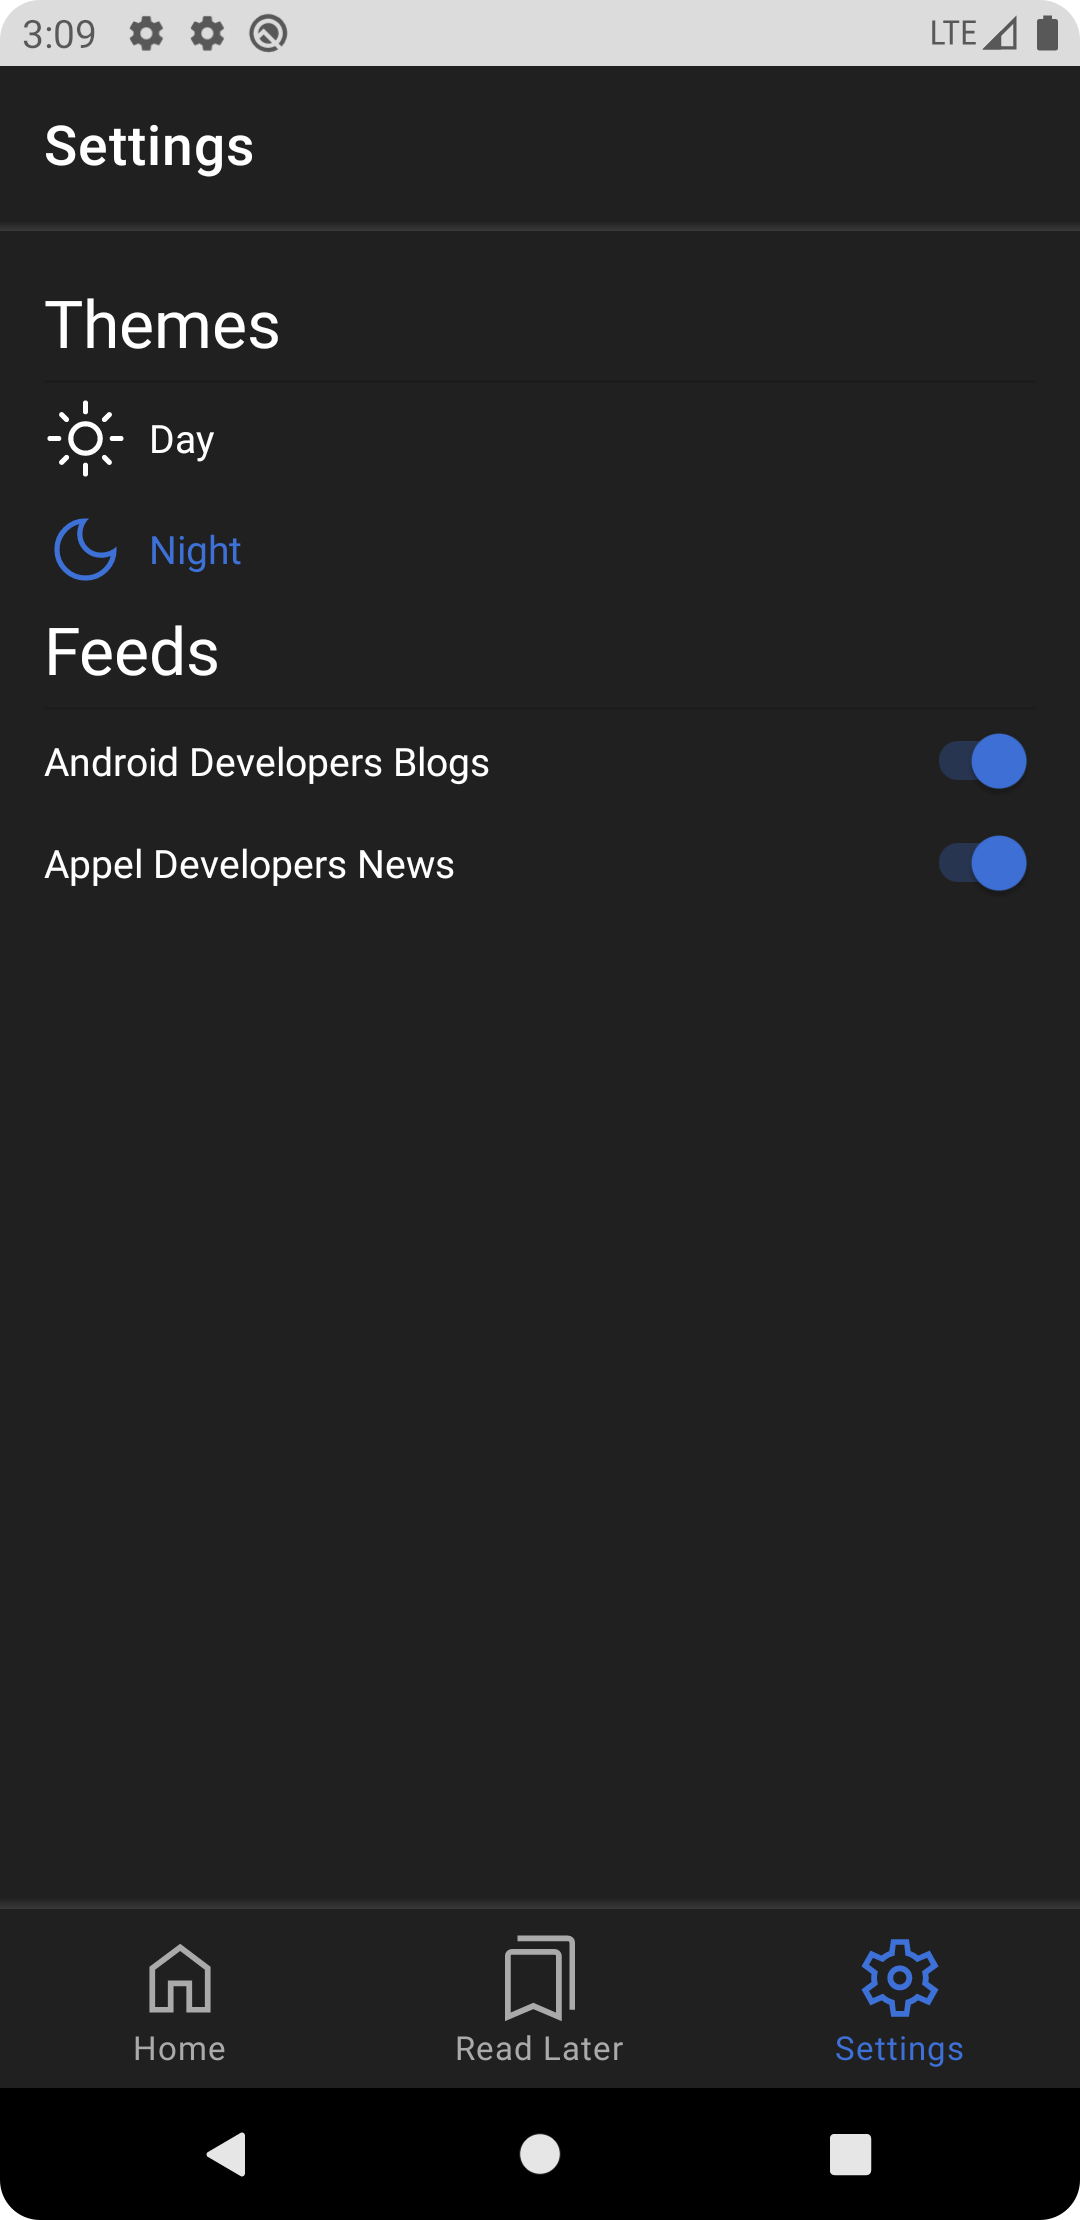 3:09
LTE
Settings
Themes
Day
Night
Feeds
Android Developers Blogs
Appel Developers News
Home
Read Later
Settings